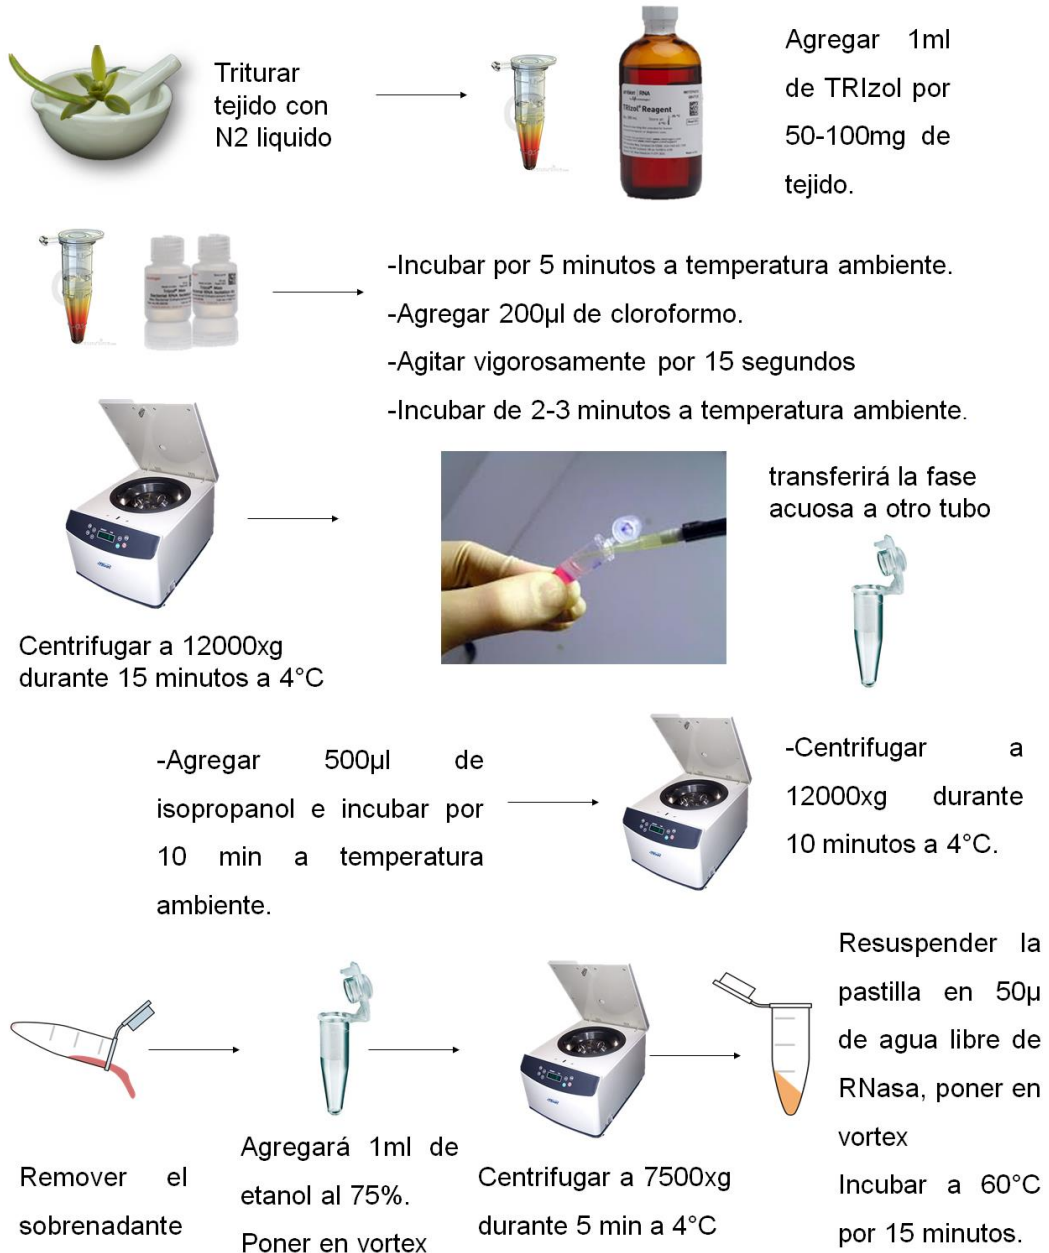 Triturar
tejido con
N2 liquido
TRIzol® Reagent
Agregar 1ml
de TRIzol por
50-100mg de
tejido.
-Incubar por 5 minutos a temperatura ambiente.
-Agregar 200µl de cloroformo.
-Agitar vigorosamente por 15 segundos
-Incubar de 2-3 minutos a temperatura ambiente.
Centrifugar a 12000xg
durante 15 minutos a 4°C
transferirá la fase
acuosa a otro tubo
-Agregar 500µl de
isopropanol e incubar por
10 min a temperatura
ambiente.
-Centrifugar a
12000xg durante
10 minutos a 4°C.
Remover el
sobrenadante
Agregará 1ml de
etanol al 75%.
Poner en vortex
Centrifugar a 7500xg
durante 5 min a 4°C
Resuspender la
pastilla en 50µ
de agua libre de
RNasa, poner en
vortex
Incubar a 60°C
por 15 minutos.